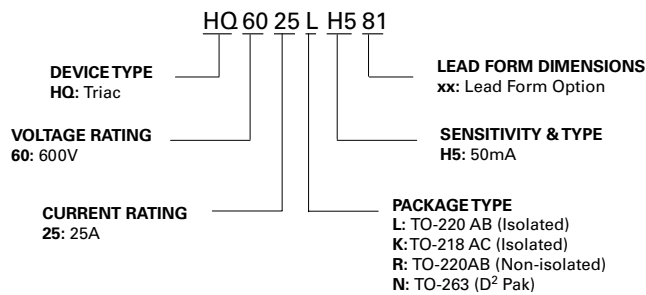 HQ 60 25 L H5 81
DEVICE TYPE
HQ: Triac
VOLTAGE RATING
60: 600V
CURRENT RATING
25: 25A
LEAD FORM DIMENSIONS
xx: Lead Form Option
SENSITIVITY & TYPE
H5: 50mA
PACKAGE TYPE
L: TO-220 AB (Isolated)
K: TO-218 AC (Isolated)
R: TO-220AB (Non-isolated)
N: TO-263 (D² Pak)